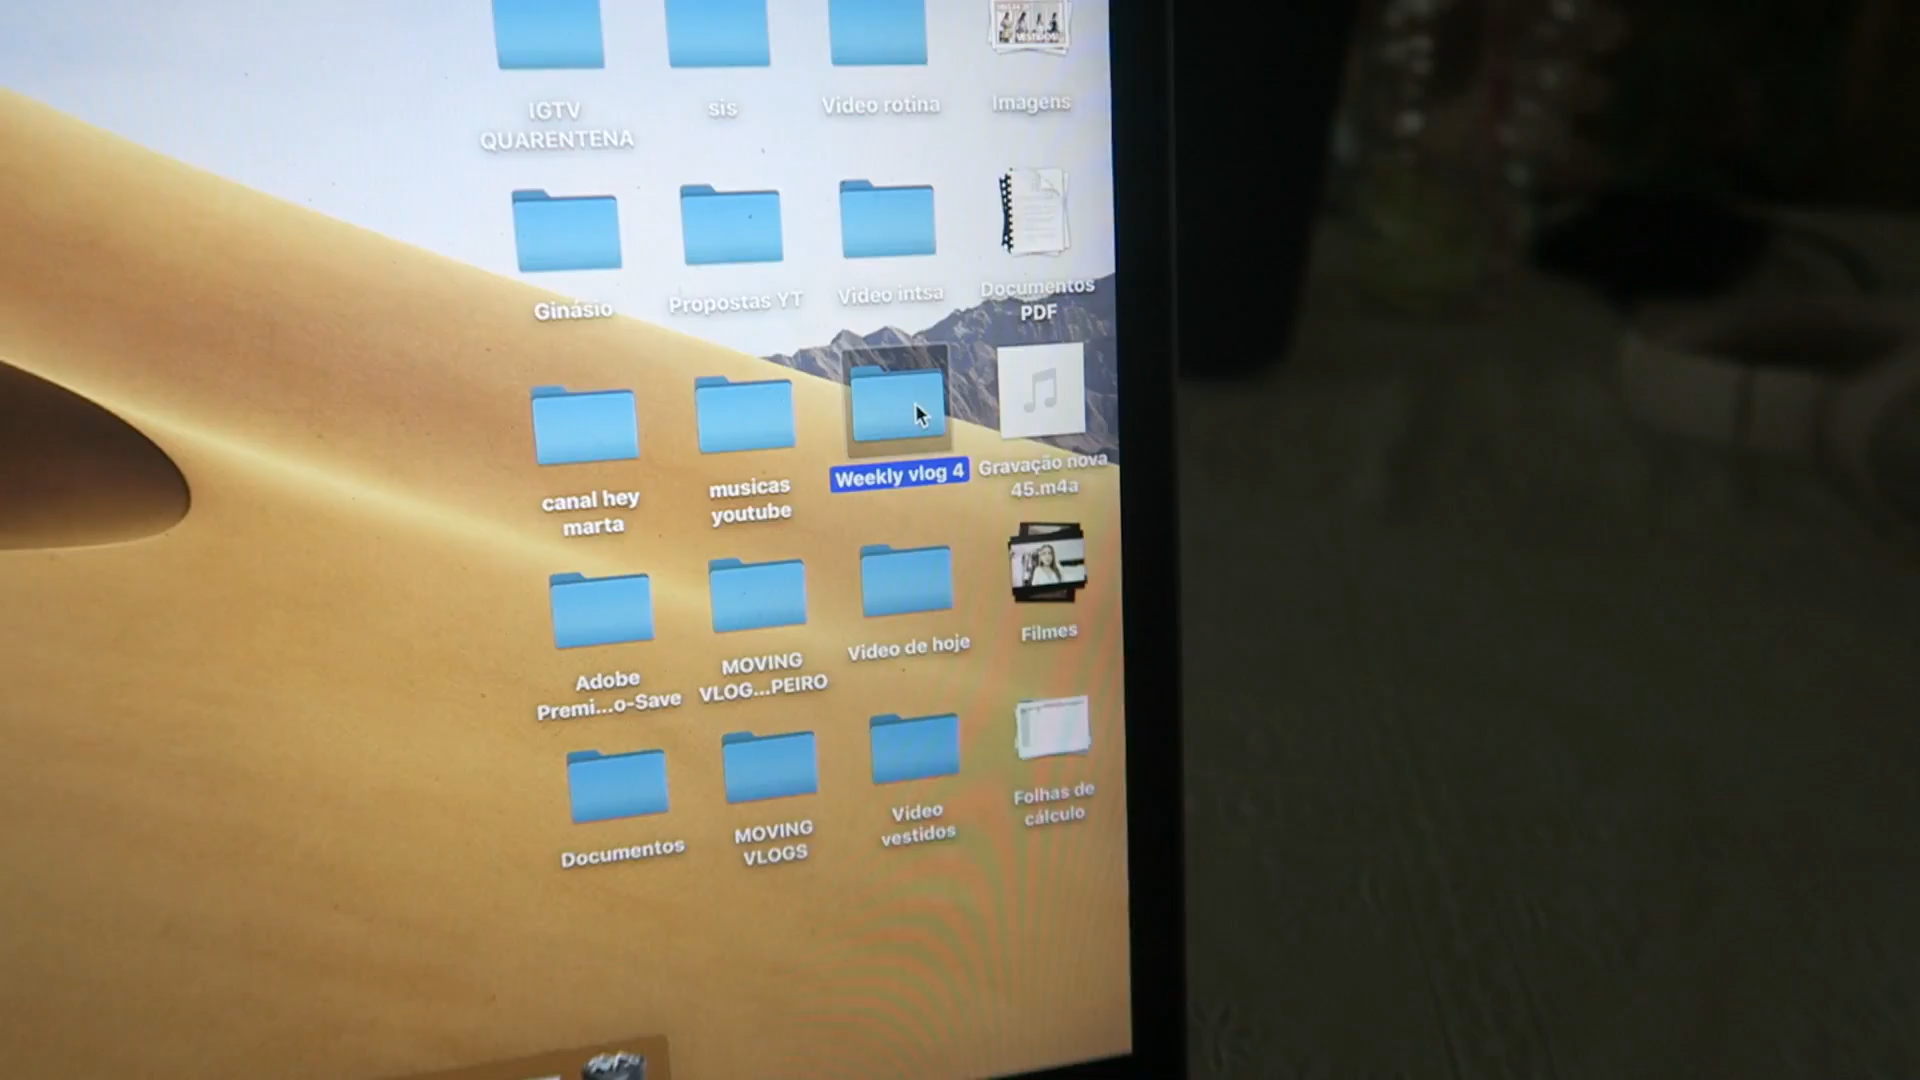 IGTV
QUARENTENA
sis
Video rotina
Imagens
Ginásio
Propostas YT
Video intsa
Documentos
PDF
canal hey
marta
musicas
youtube
Weekly vlog 4
Gravação nova
45.m4a
Adobe
Premi...o-Save
MOVING
VLOG...PEIRO
Video de hoje
Filmes
Documentos
MOVING
VLOGS
Video
vestidos
Folhas de
cálculo